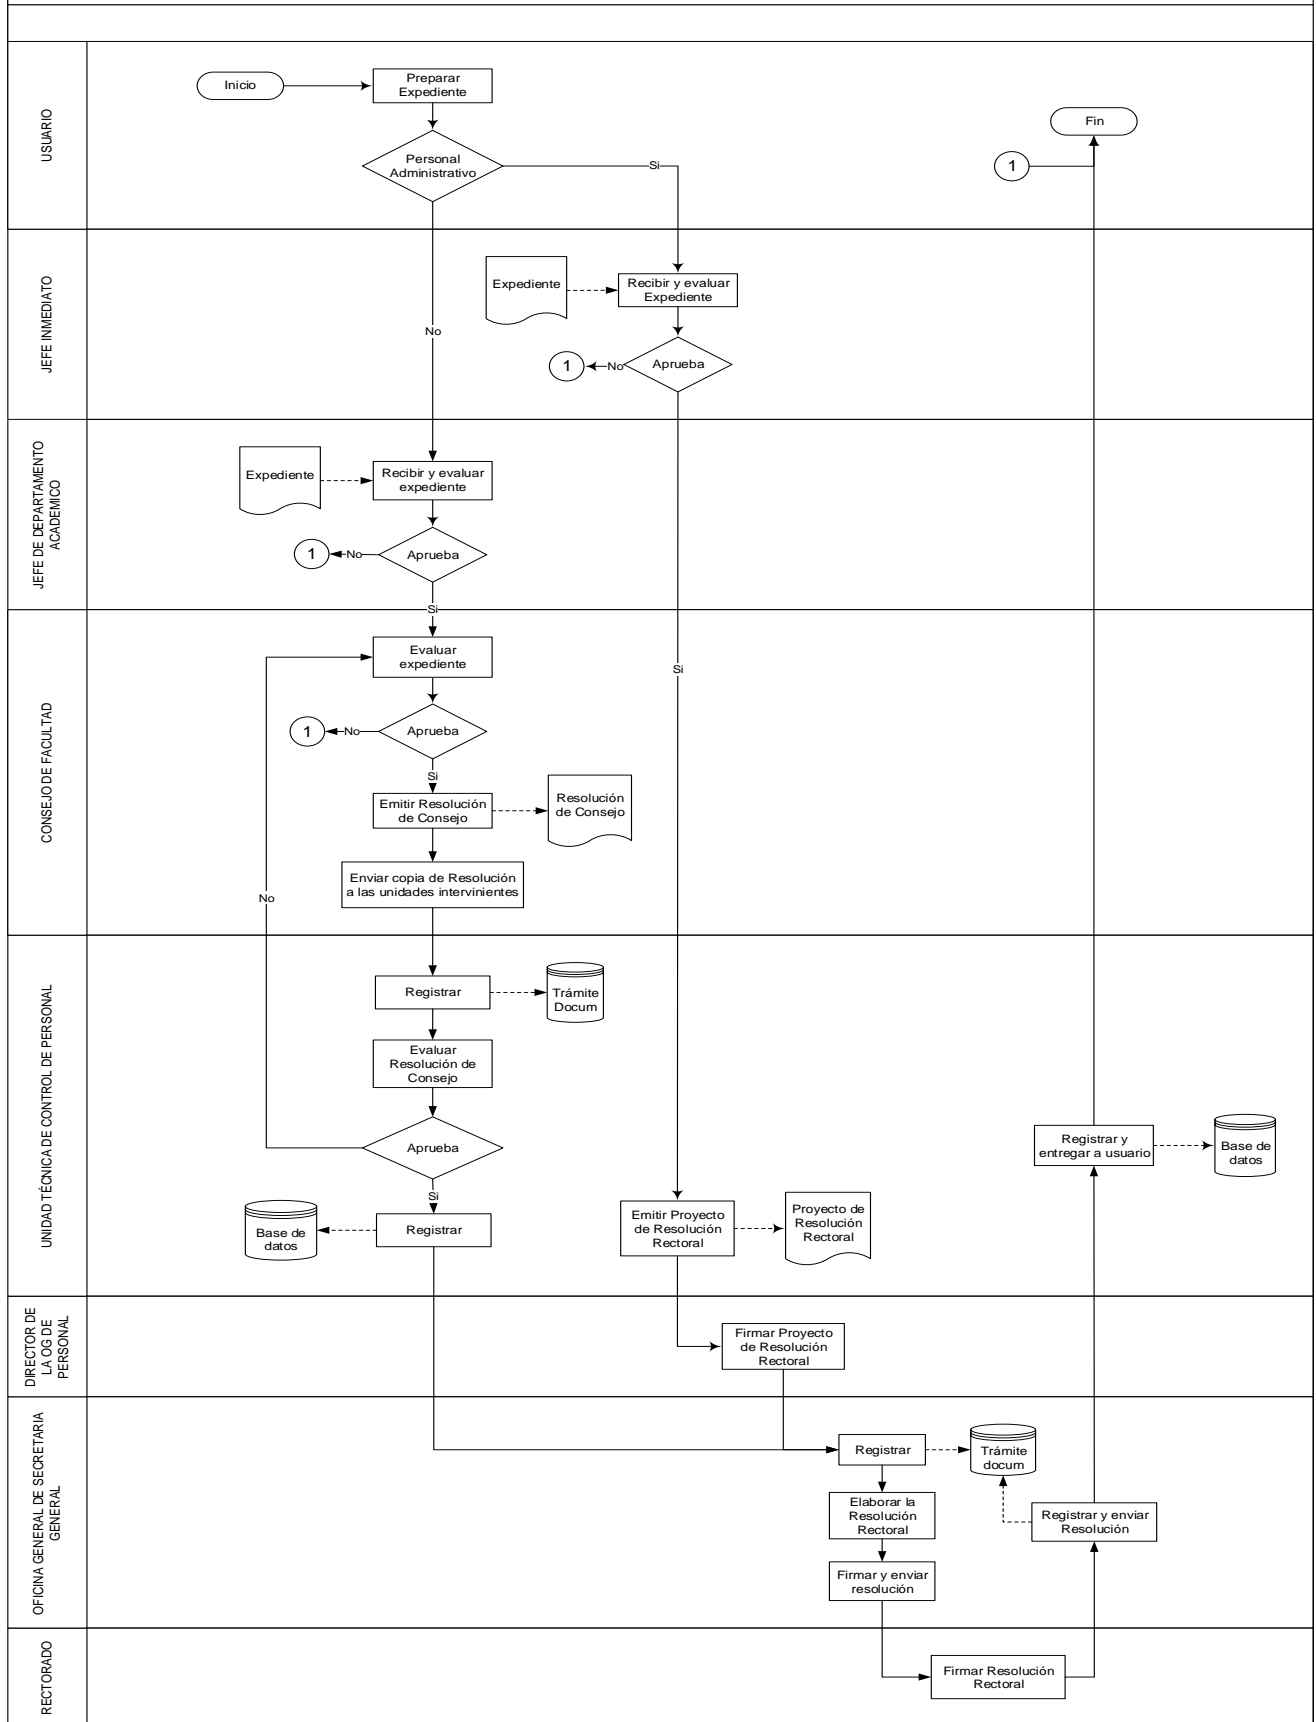 USUARIO
Inicio
Preparar
Expediente
Personal
Administrativo
Si
Fin
1
JEFE INMEDIATO
Expediente
Recibir y evaluar
Expediente
No
1
No
Aprueba
JEFE DE DEPARTAMENTO
ACADEMICO
Expediente
Recibir y evaluar
expediente
1
No
Aprueba
Si
CONSEJO DE FACULTAD
Evaluar
expediente
Si
1
No
Aprueba
Si
Emitir Resolución
de Consejo
Resolución
de Consejo
Enviar copia de Resolución
a las unidades intervinientes
No
UNIDAD TÉCNICA DE CONTROL DE PERSONAL
Registrar
Trámite
Docum
Evaluar
Resolución de
Consejo
Aprueba
Si
Registrar
Base de
datos
Emitir Proyecto
de Resolución
Rectoral
Proyecto de
Resolución
Rectoral
Registrar y
entregar a usuario
Base de
datos
DIRECTOR DE
LA OG DE
PERSONAL
Firmar Proyecto
de Resolución
Rectoral
OFICINA GENERAL DE SECRETARIA
GENERAL
Registrar
Trámite
docum
Elaborar la
Resolución
Rectoral
Registrar y enviar
Resolución
Firmar y enviar
resolución
RECTORADO
Firmar Resolución
Rectoral